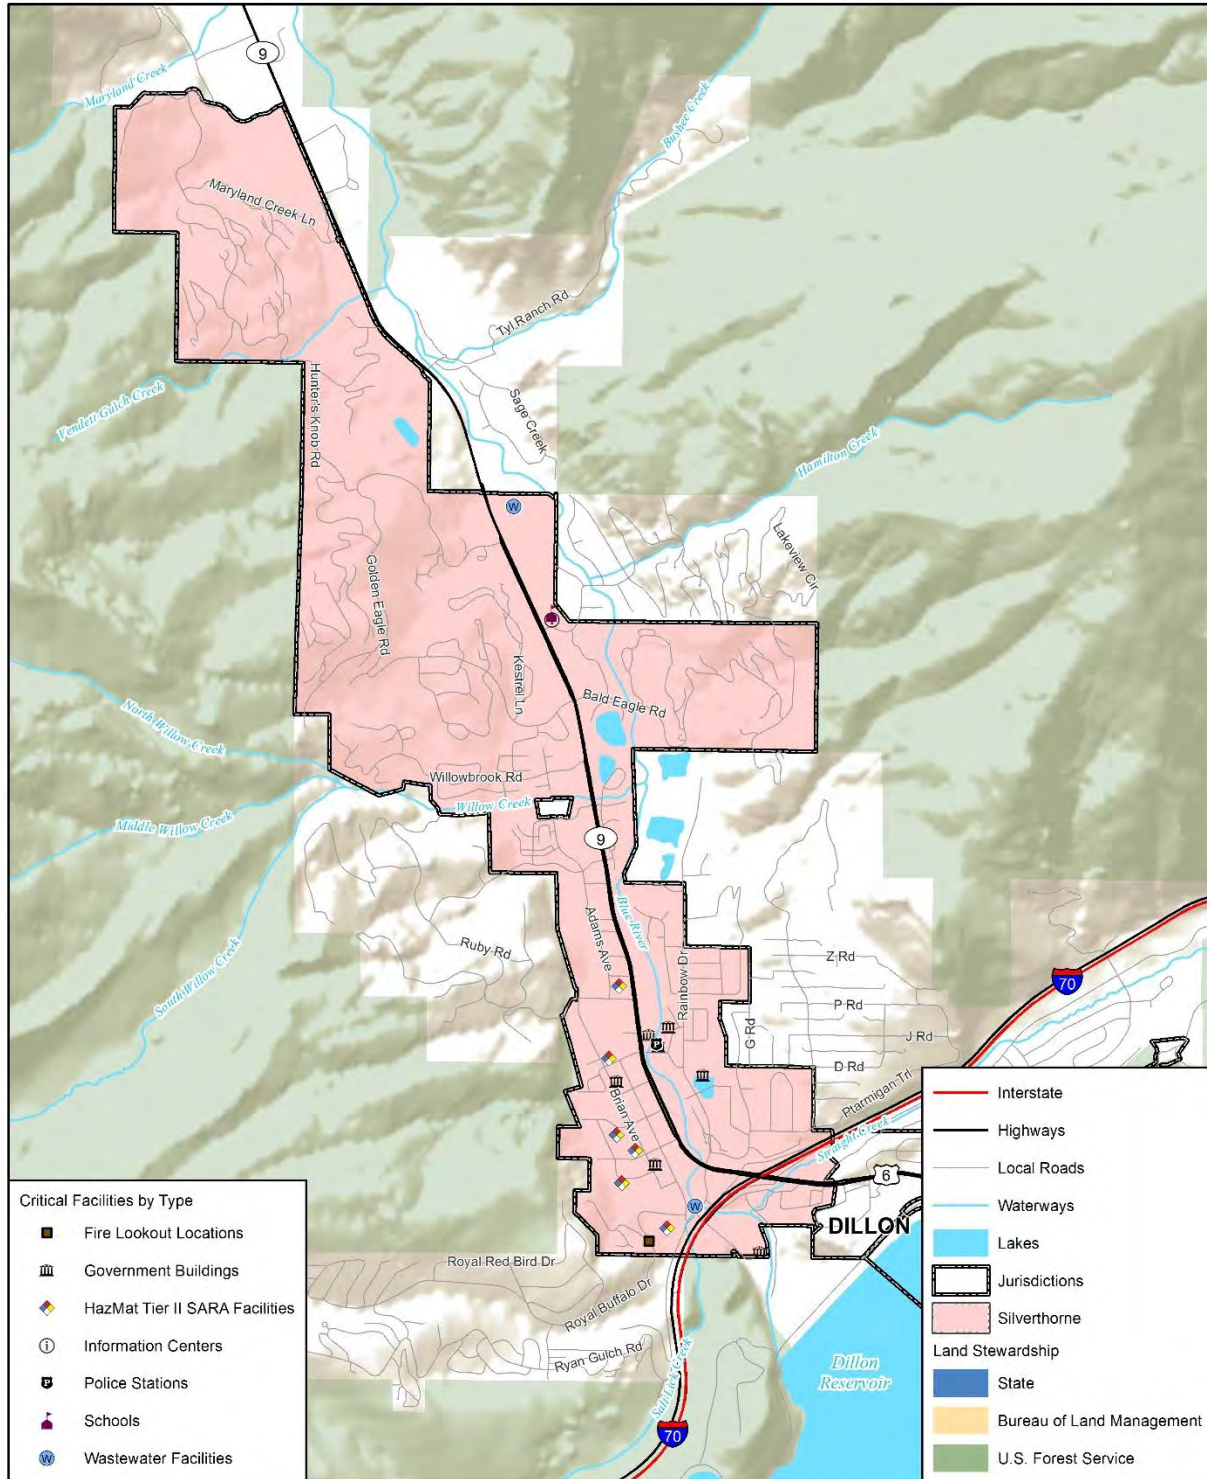 9
Maryland Creek
Bushee Creek
Maryland Creek Ln
Tyl Ranch Rd
Vendett Gulch Creek
Hunter's Knob Rd
Sage Creek
Hamilton Creek
W
Lakeview Cir
Golden Eagle Rd
Kestrel Ln
Bald Eagle Rd
North Willow Creek
Willowbrook Rd
Willow Creek
Middle Willow Creek
9
Blue River
Adams Ave
Ruby Rd
Rainbow Dr
Z Rd
70
South Willow Creek
P Rd
G Rd
J Rd
P
D Rd
Ptarmigan Trl
Brian Ave
Straight Creek
6
W
DILLON
Royal Red Bird Dr
Royal Buffalo Dr
Ryan Gulch Rd
Salt Lick Creek
Dillon
Reservoir
70
Critical Facilities by Type
Fire Lookout Locations
Government Buildings
HazMat Tier II SARA Facilities
i Information Centers
P Police Stations
Schools
W Wastewater Facilities
Interstate
Highways
Local Roads
Waterways
Lakes
Jurisdictions
Silverthorne
Land Stewardship
State
Bureau of Land Management
U.S. Forest Service